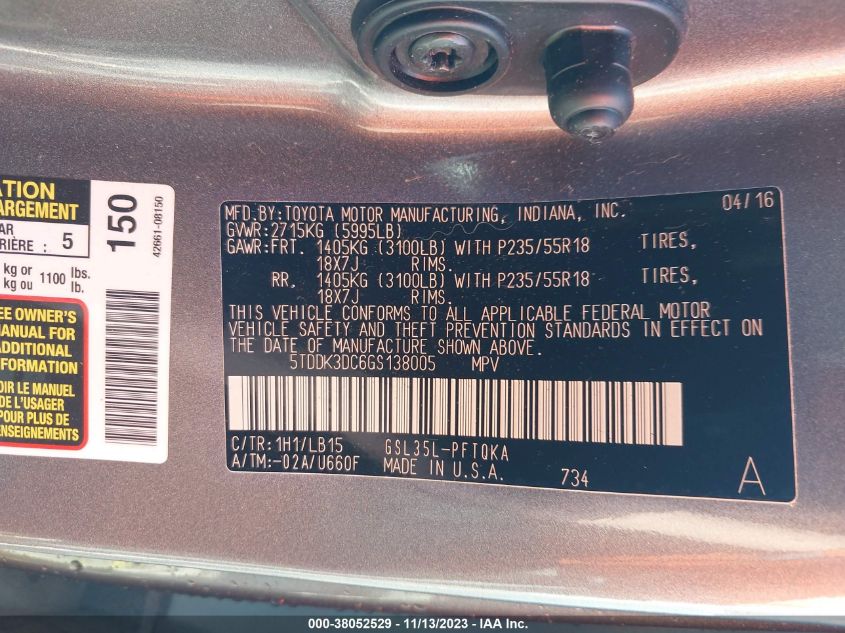 ATION
ARGEMENT
AR
RIÈRE : 5
kg or 1100 lbs.
kg ou lb.
EE OWNER'S
MANUAL FOR
ADDITIONAL
FORMATION
OIR LE MANUEL
DE L'USAGER
POUR PLUS DE
ENSEIGNEMENTS
150
42661-08150
MFD.BY:TOYOTA MOTOR MANUFACTURING, INDIANA, INC. 04/16
GVWR:2715KG (5995LB)
GAWR:FRT. 1405KG (3100LB) WITH P235/55R18 TIRES,
18X7J RIMS.
RR. 1405KG (3100LB) WITH P235/55R18 TIRES,
18X7J RIMS.
THIS VEHICLE CONFORMS TO ALL APPLICABLE FEDERAL MOTOR
VEHICLE SAFETY AND THEFT PREVENTION STANDARDS IN EFFECT ON
THE DATE OF MANUFACTURE SHOWN ABOVE.
5TDDK3DC6GS138005 MPV
C/TR:1H1/LB15 GSL35L-PFTQKA
A/TM:-02A/U660F MADE IN U.S.A. 734 A
000-38052529 - 11/13/2023 - IAA Inc.